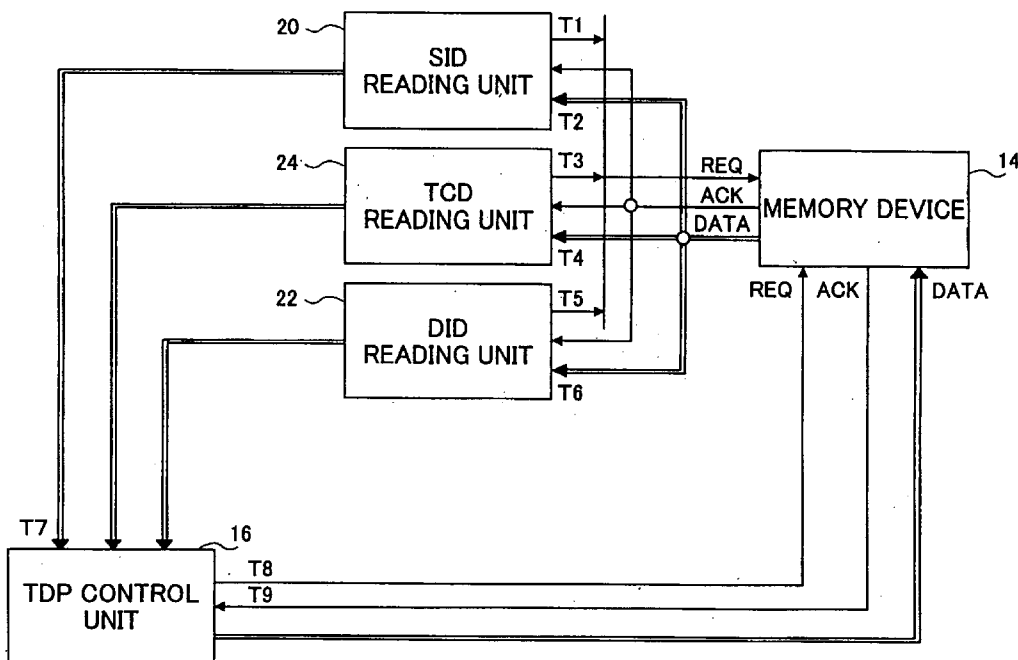 20
SID
READING UNIT
T1
T2
24
TCD
READING UNIT
T3
T4
REQ
ACK
DATA
14
MEMORY DEVICE
22
DID
READING UNIT
T5
T6
REQ
ACK
DATA
T7
16
TDP CONTROL
UNIT
T8
T9